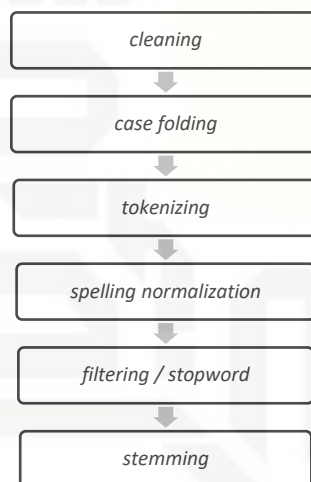 cleaning
case folding
tokenizing
spelling normalization
filtering / stopword
stemming